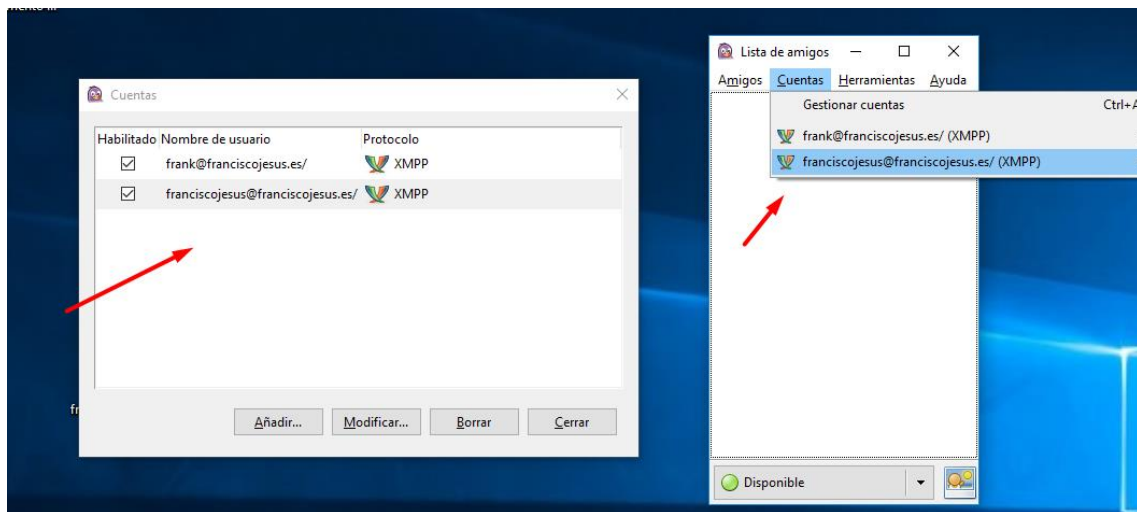 Cuentas
Habilitado Nombre de usuario Protocolo
frank@franciscojesus.es/ XMPP
franciscojesus@franciscojesus.es/ XMPP
Añadir... Modificar... Borrar Cerrar
Lista de amigos
Amigos Cuentas Herramientas Ayuda
Gestionar cuentas Ctrl+A
frank@franciscojesus.es/ (XMPP)
franciscojesus@franciscojesus.es/ (XMPP)
Disponible